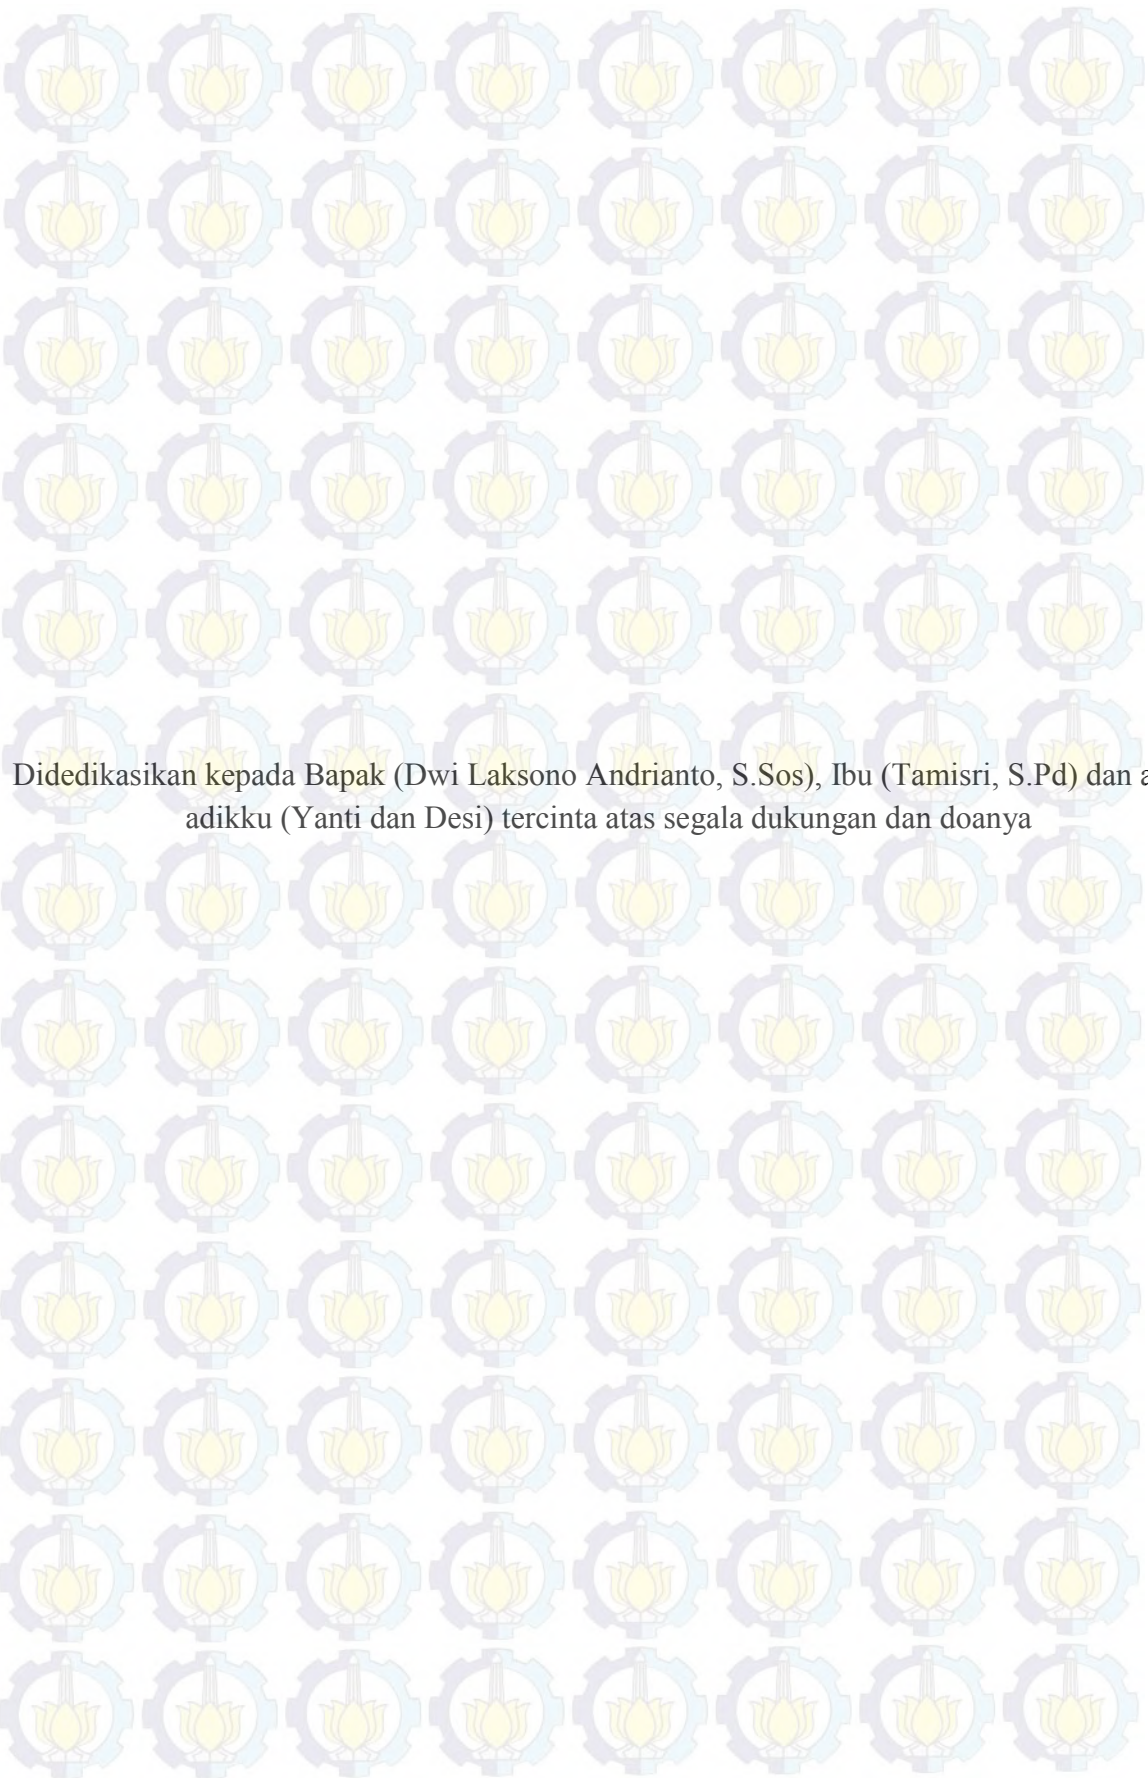 Didedikasikan kepada Bapak (Dwi Laksono Andrianto, S.Sos), Ibu (Tamisri, S.Pd) dan
adikku (Yanti dan Desi) tercinta atas segala dukungan dan doanya